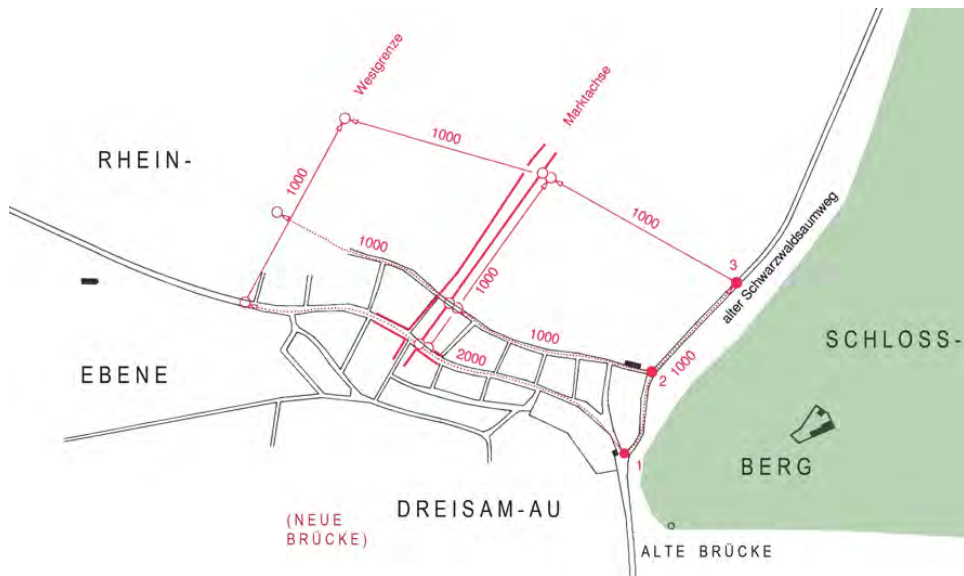 Westgrenze
Marktachse
1000
RHEIN-
1000
1000
1000
alter Schwarzwaldsaumweg
3
1000
1000
1000
2000
2
1000
SCHLOSS-
EBENE
1
BERG
DREISAM-AU
(NEUE
BRÜCKE)
ALTE BRÜCKE